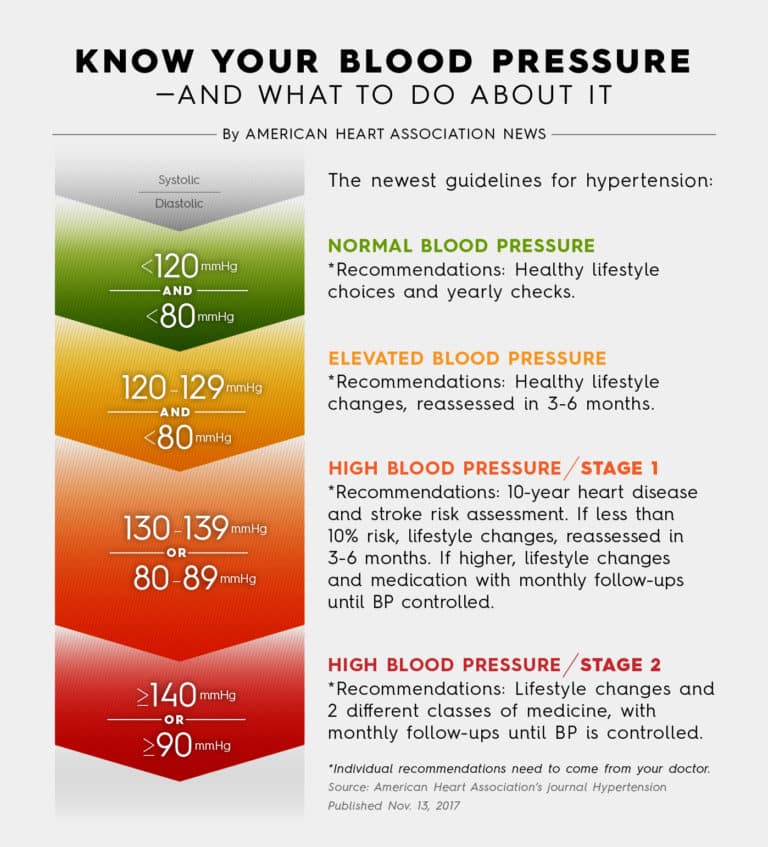 KNOW YOUR BLOOD PRESSURE
—AND WHAT TO DO ABOUT IT
By AMERICAN HEART ASSOCIATION NEWS
Systolic
Diastolic
The newest guidelines for hypertension:
<120 mmHg
AND
<80 mmHg
NORMAL BLOOD PRESSURE
*Recommendations: Healthy lifestyle
choices and yearly checks.
120-129 mmHg
AND
<80 mmHg
ELEVATED BLOOD PRESSURE
*Recommendations: Healthy lifestyle
changes, reassessed in 3-6 months.
130-139 mmHg
OR
80-89 mmHg
HIGH BLOOD PRESSURE/STAGE 1
*Recommendations: 10-year heart disease
and stroke risk assessment. If less than
10% risk, lifestyle changes, reassessed in
3-6 months. If higher, lifestyle changes
and medication with monthly follow-ups
until BP controlled.
≥140 mmHg
OR
≥90 mmHg
HIGH BLOOD PRESSURE/STAGE 2
*Recommendations: Lifestyle changes and
2 different classes of medicine, with
monthly follow-ups until BP is controlled.
*Individual recommendations need to come from your doctor.
Source: American Heart Association's journal Hypertension
Published Nov. 13, 2017